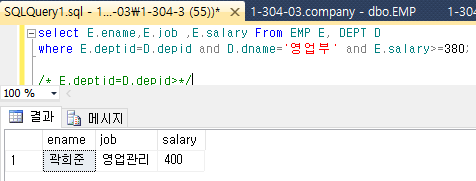 SQLQuery1.sql - 1...-03₩1-304-3 (55))*
1-304-03.company - dbo.EMP
1-304
select E.ename,E.job ,E.salary From EMP E, DEPT D
where E.deptid=D.depid and D.dname='영업부' and E.salary>=380;
/* E.deptid=D.depid>*/
100 %
결과 메시지
ename job salary
1 곽희준 영업관리 400